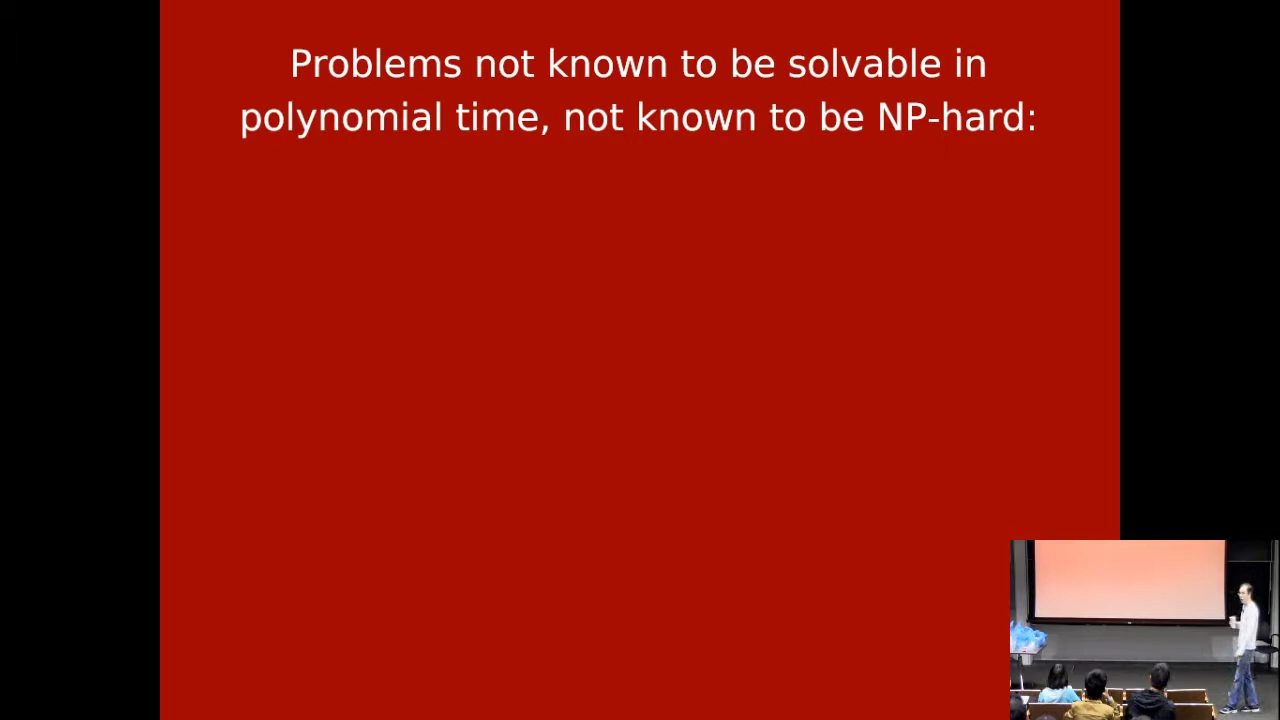 Problems not known to be solvable in
polynomial time, not known to be NP-hard: